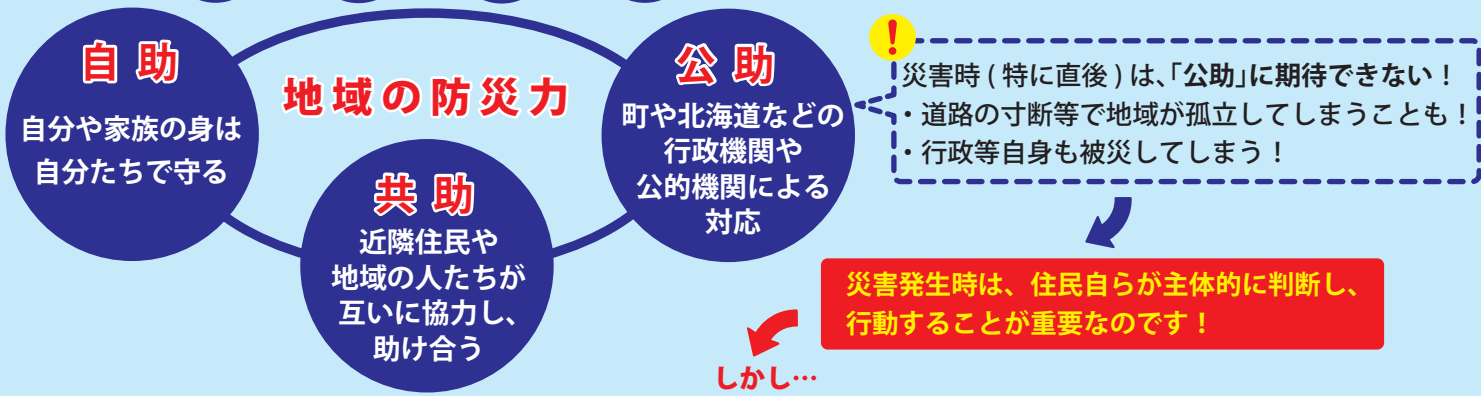 自助
自分や家族の身は
自分たちで守る
地域の防災力
公助
町や北海道などの
行政機関や
公的機関による
対応
共助
近隣住民や
地域の人たちが
互いに協力し、
助け合う
!
災害時(特に直後)は、「公助」に期待できない！
・道路の寸断等で地域が孤立してしまうことも！
・行政等自身も被災してしまう！
災害発生時は、住民自らが主体的に判断し、
行動することが重要なのです！
しかし…